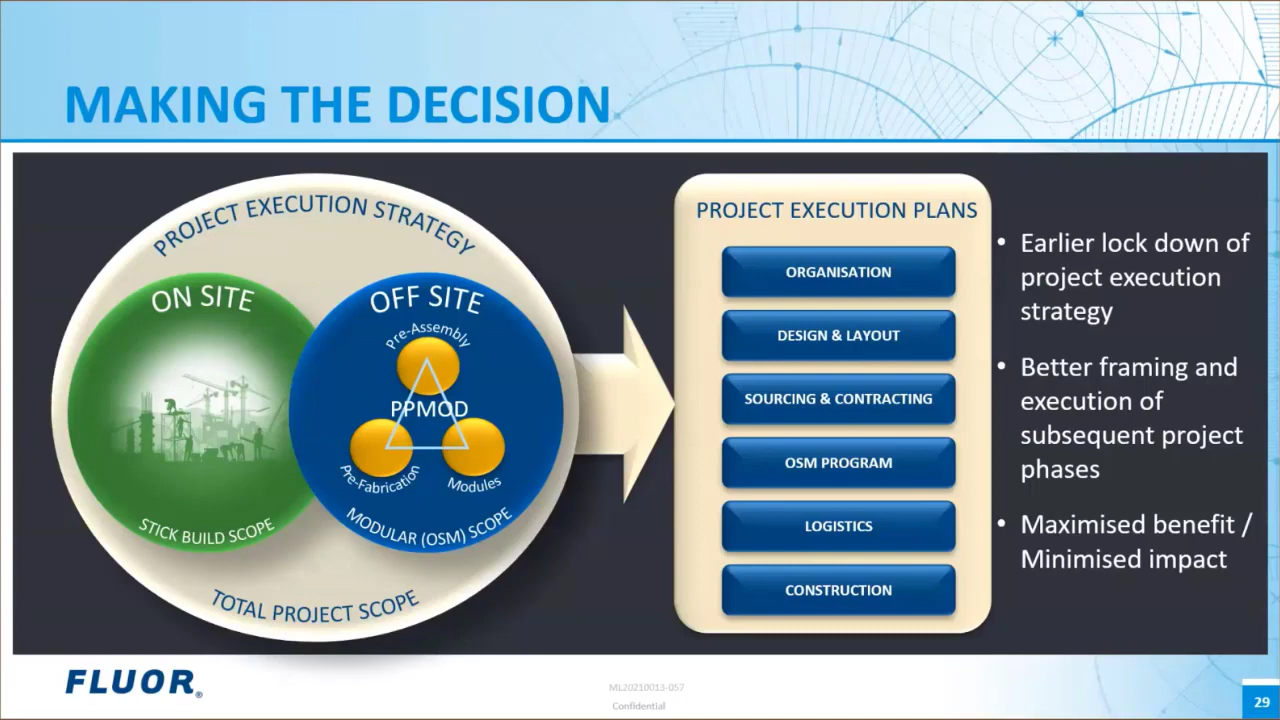 MAKING THE DECISION
PROJECT EXECUTION STRATEGY
ON SITE
STICK BUILD SCOPE
OFF SITE
Pre-Assembly
PPMOD
Pre-Fabrication
Modules
MODULAR (OSM) SCOPE
TOTAL PROJECT SCOPE
PROJECT EXECUTION PLANS
ORGANISATION
DESIGN & LAYOUT
SOURCING & CONTRACTING
OSM PROGRAM
LOGISTICS
CONSTRUCTION
• Earlier lock down of
project execution
strategy
• Better framing and
execution of
subsequent project
phases
• Maximised benefit /
Minimised impact
FLUOR®
ML20210013-057
Confidential
29